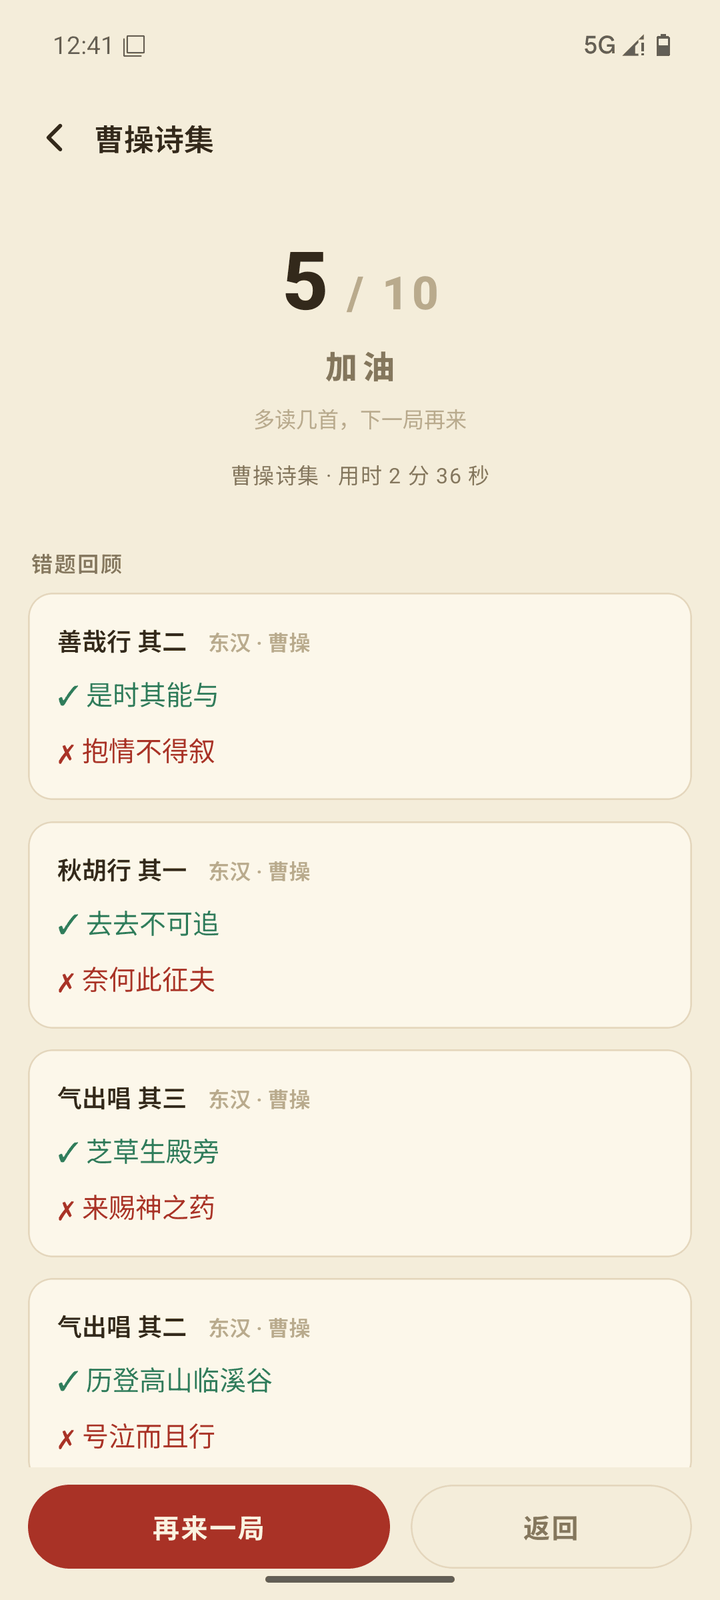 12:41 5G
曹操诗集
5 / 10
加油
多读几首，下一局再来
曹操诗集 · 用时 2 分 36 秒
错题回顾
善哉行 其二 东汉 · 曹操
✓ 是时其能与
✗ 抱情不得叙
秋胡行 其一 东汉 · 曹操
✓ 去去不可追
✗ 奈何此征夫
气出唱 其三 东汉 · 曹操
✓ 芝草生殿旁
✗ 来赐神之药
气出唱 其二 东汉 · 曹操
✓ 历登高山临溪谷
✗ 号泣而且行
再来一局 返回